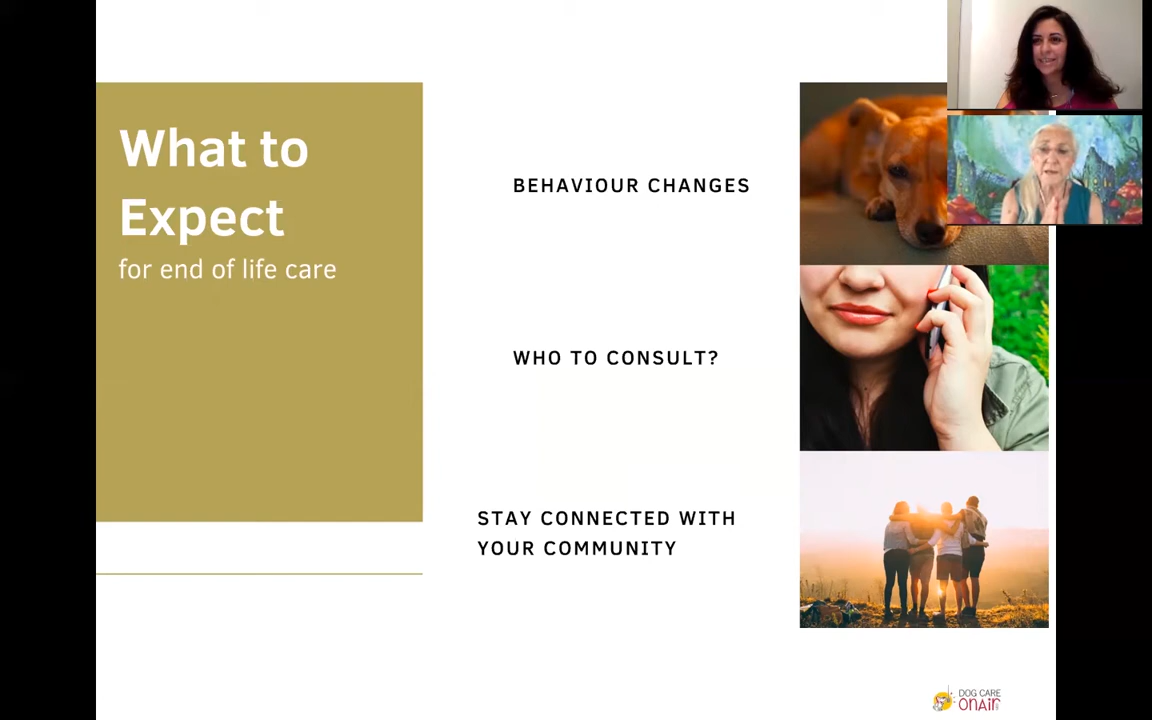 What to
Expect
for end of life care
BEHAVIOUR CHANGES
WHO TO CONSULT?
STAY CONNECTED WITH
YOUR COMMUNITY
DOG CARE
ONAIR